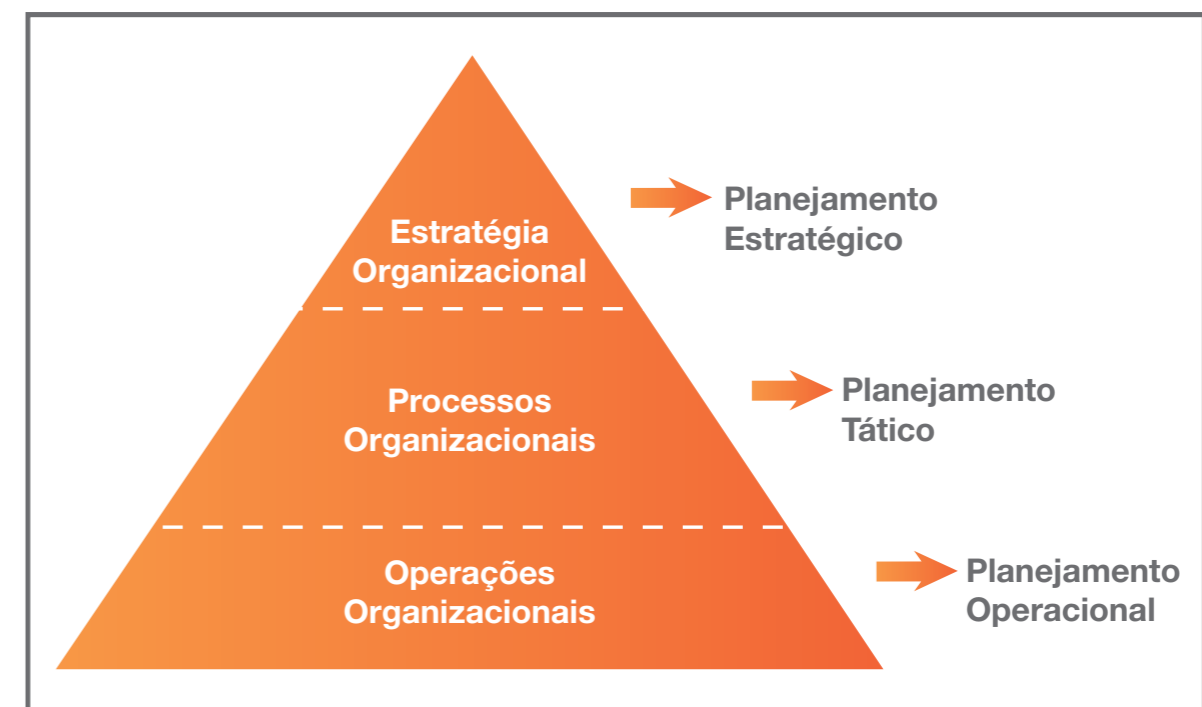 Estratégia
Organizacional
Planejamento
Estratégico
Processos
Organizacionais
Planejamento
Tático
Operações
Organizacionais
Planejamento
Operacional